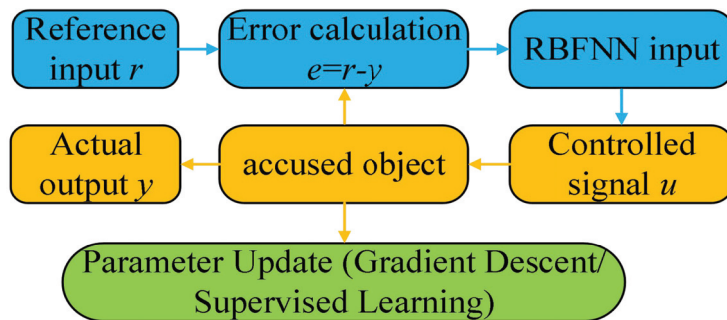 Reference
input r
Error calculation
e=r-y
RBFNN input
Actual
output y
accused object
Controlled
signal u
Parameter Update (Gradient Descent/
Supervised Learning)